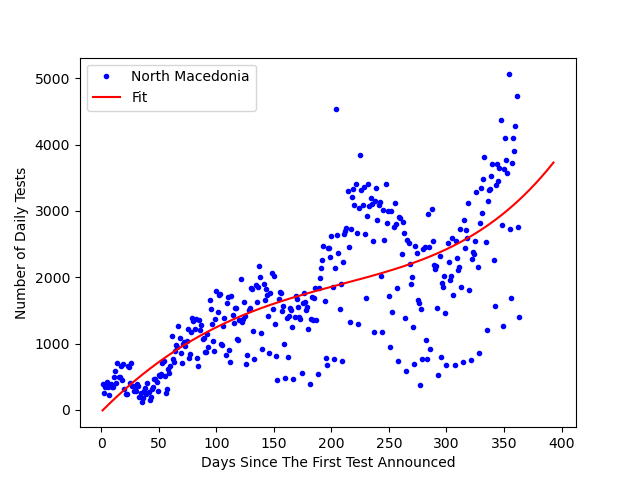 North Macedonia
Fit
5000
4000
3000
2000
1000
0
Number of Daily Tests
0 50 100 150 200 250 300 350 400
Days Since The First Test Announced